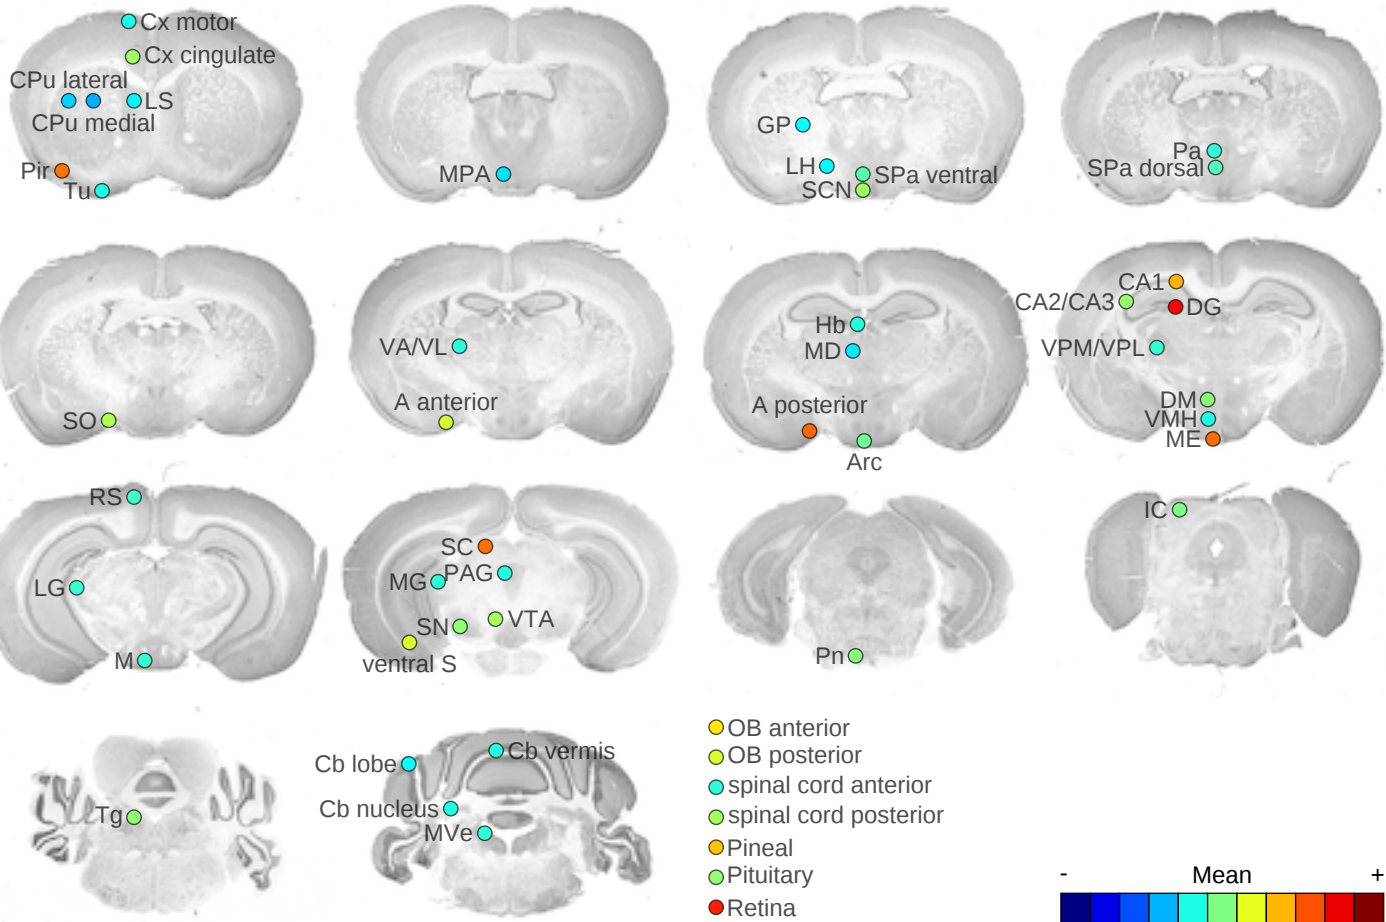 Cx motor
Cx cingulate
CPu lateral
LS
CPu medial
Pir
Tu
MPA
GP
LH
SPa ventral
SCN
Pa
SPa dorsal
SO
VA/VL
A anterior
Hb
MD
A posterior
Arc
CA1
CA2/CA3
DG
VPM/VPL
DM
VMH
ME
RS
LG
M
SC
PAG
MG
SN
VTA
ventral S
Pn
IC
Tg
Cb lobe
Cb vermis
Cb nucleus
MVe
OB anterior
OB posterior
spinal cord anterior
spinal cord posterior
Pineal
Pituitary
Retina
- Mean +